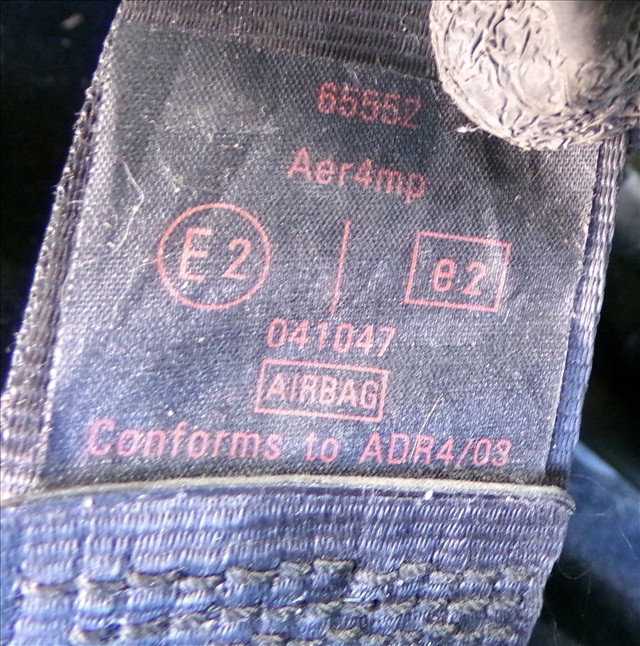 6555Z
Aer4mp
E2 e2
041047
AIRBAG
Conforms to ADR4/03